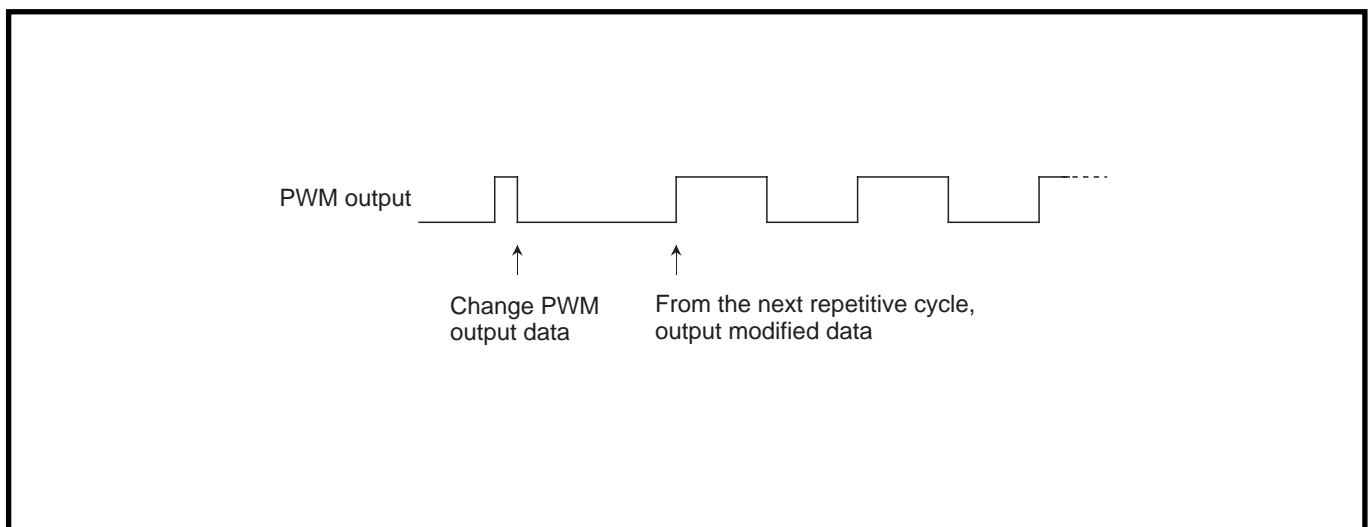 PWM output
Change PWM
output data
From the next repetitive cycle,
output modified data